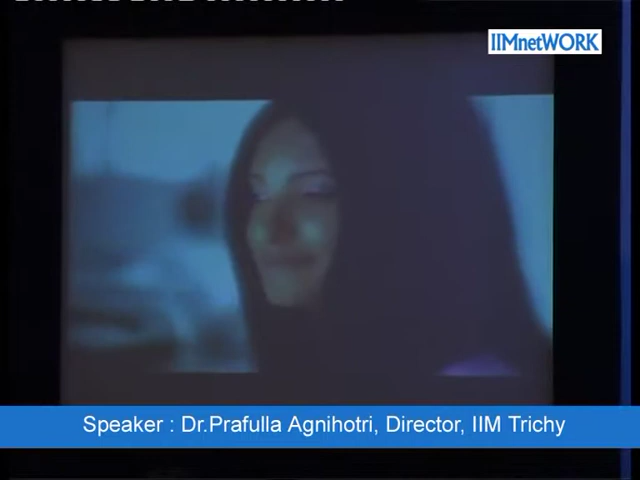 IIMnetWORK
Speaker : Dr.Prafulla Agnihotri, Director, IIM Trichy